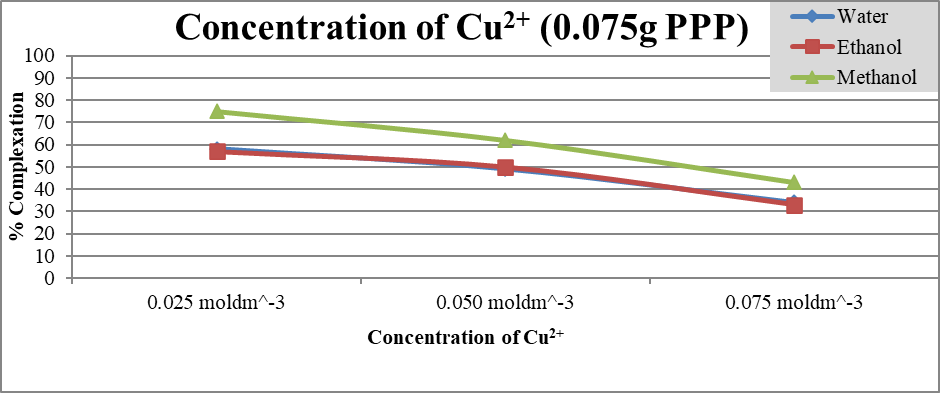 Concentration of Cu²⁺ (0.075g PPP)
Water
Ethanol
Methanol
% Complexation
100
90
80
70
60
50
40
30
20
10
0
0.025 moldm^-3
0.050 moldm^-3
0.075 moldm^-3
Concentration of Cu²⁺